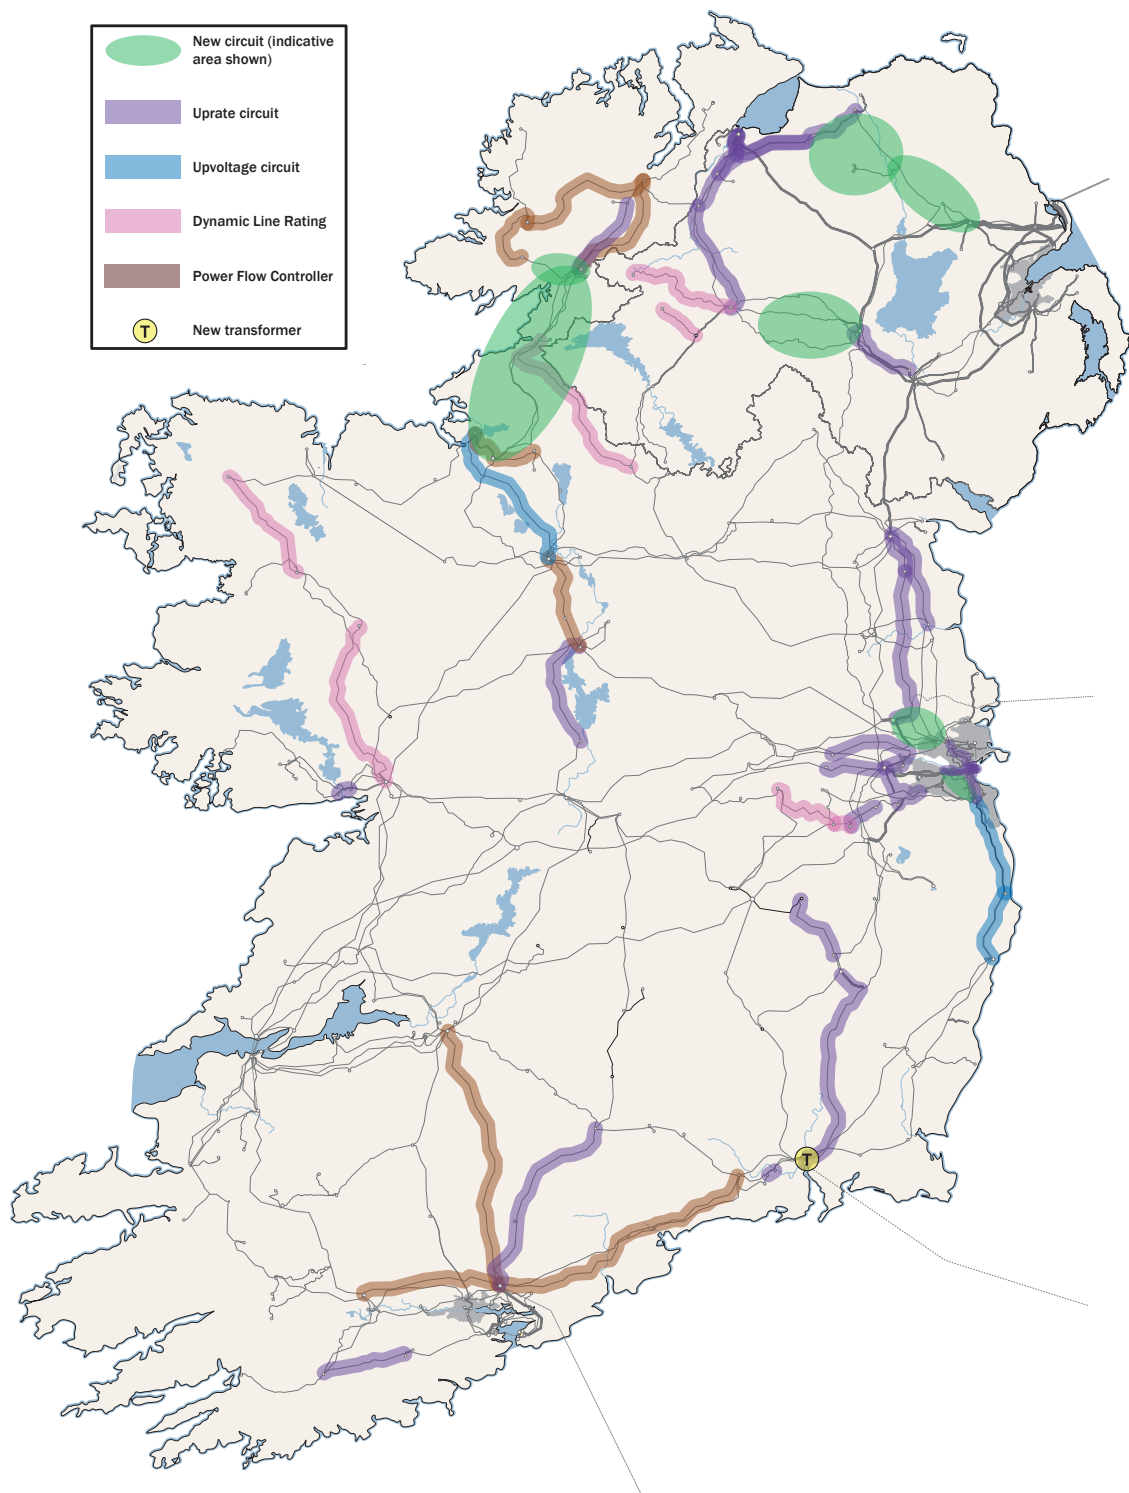 New circuit (indicative
area shown)
Uprate circuit
Upvoltage circuit
Dynamic Line Rating
Power Flow Controller
T
New transformer
T